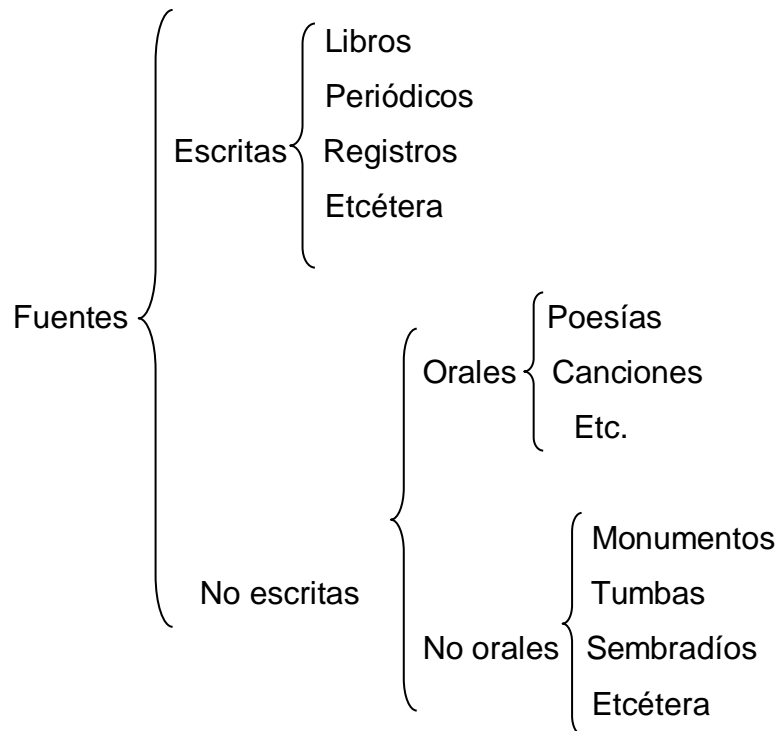 Fuentes
Escritas
Libros
Periódicos
Registros
Etcétera
No escritas
Orales
Poesías
Canciones
Etc.
No orales
Monumentos
Tumbas
Sembradíos
Etcétera